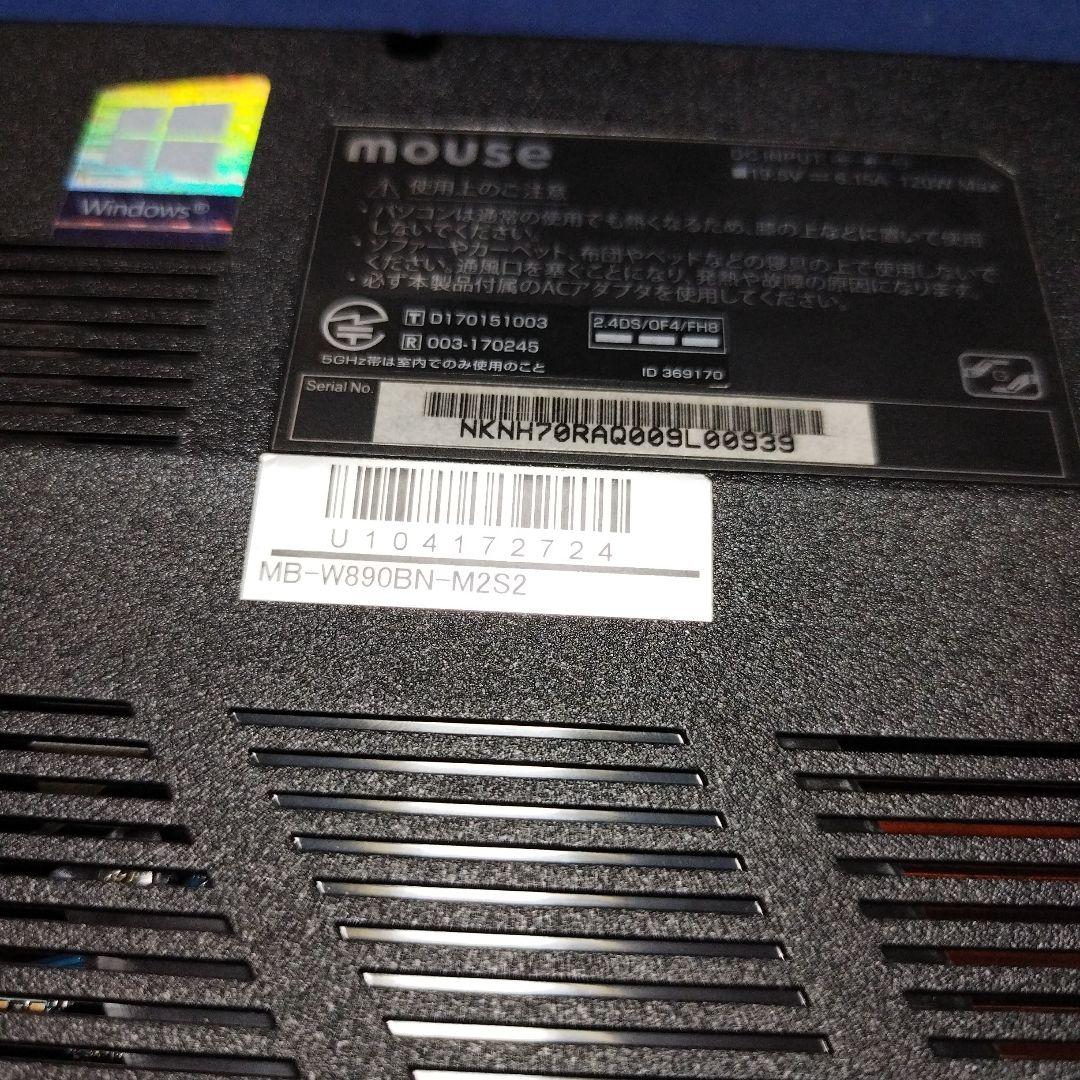 Windows®
mouse
DC INPUT
19.5V 6.15A 120W Max
使用上のご注意
・パソコンは通常の使用でも熱くなるため、膝の上などに置いて使用
しないでください。
・ソファーやカーペット、布団やベッドなどの寝具の上で使用しないで
ください。通風口を塞ぐことになり、発熱や故障の原因になります。
・必ず本製品付属のACアダプタを使用してください。
T D170151003
R 003-170245
5GHz帯は室内でのみ使用のこと
2.4DS/OF4/FH8
ID 369170
Serial No.
NKNH70RAQ009L00939
U104172724
MB-W890BN-M2S2